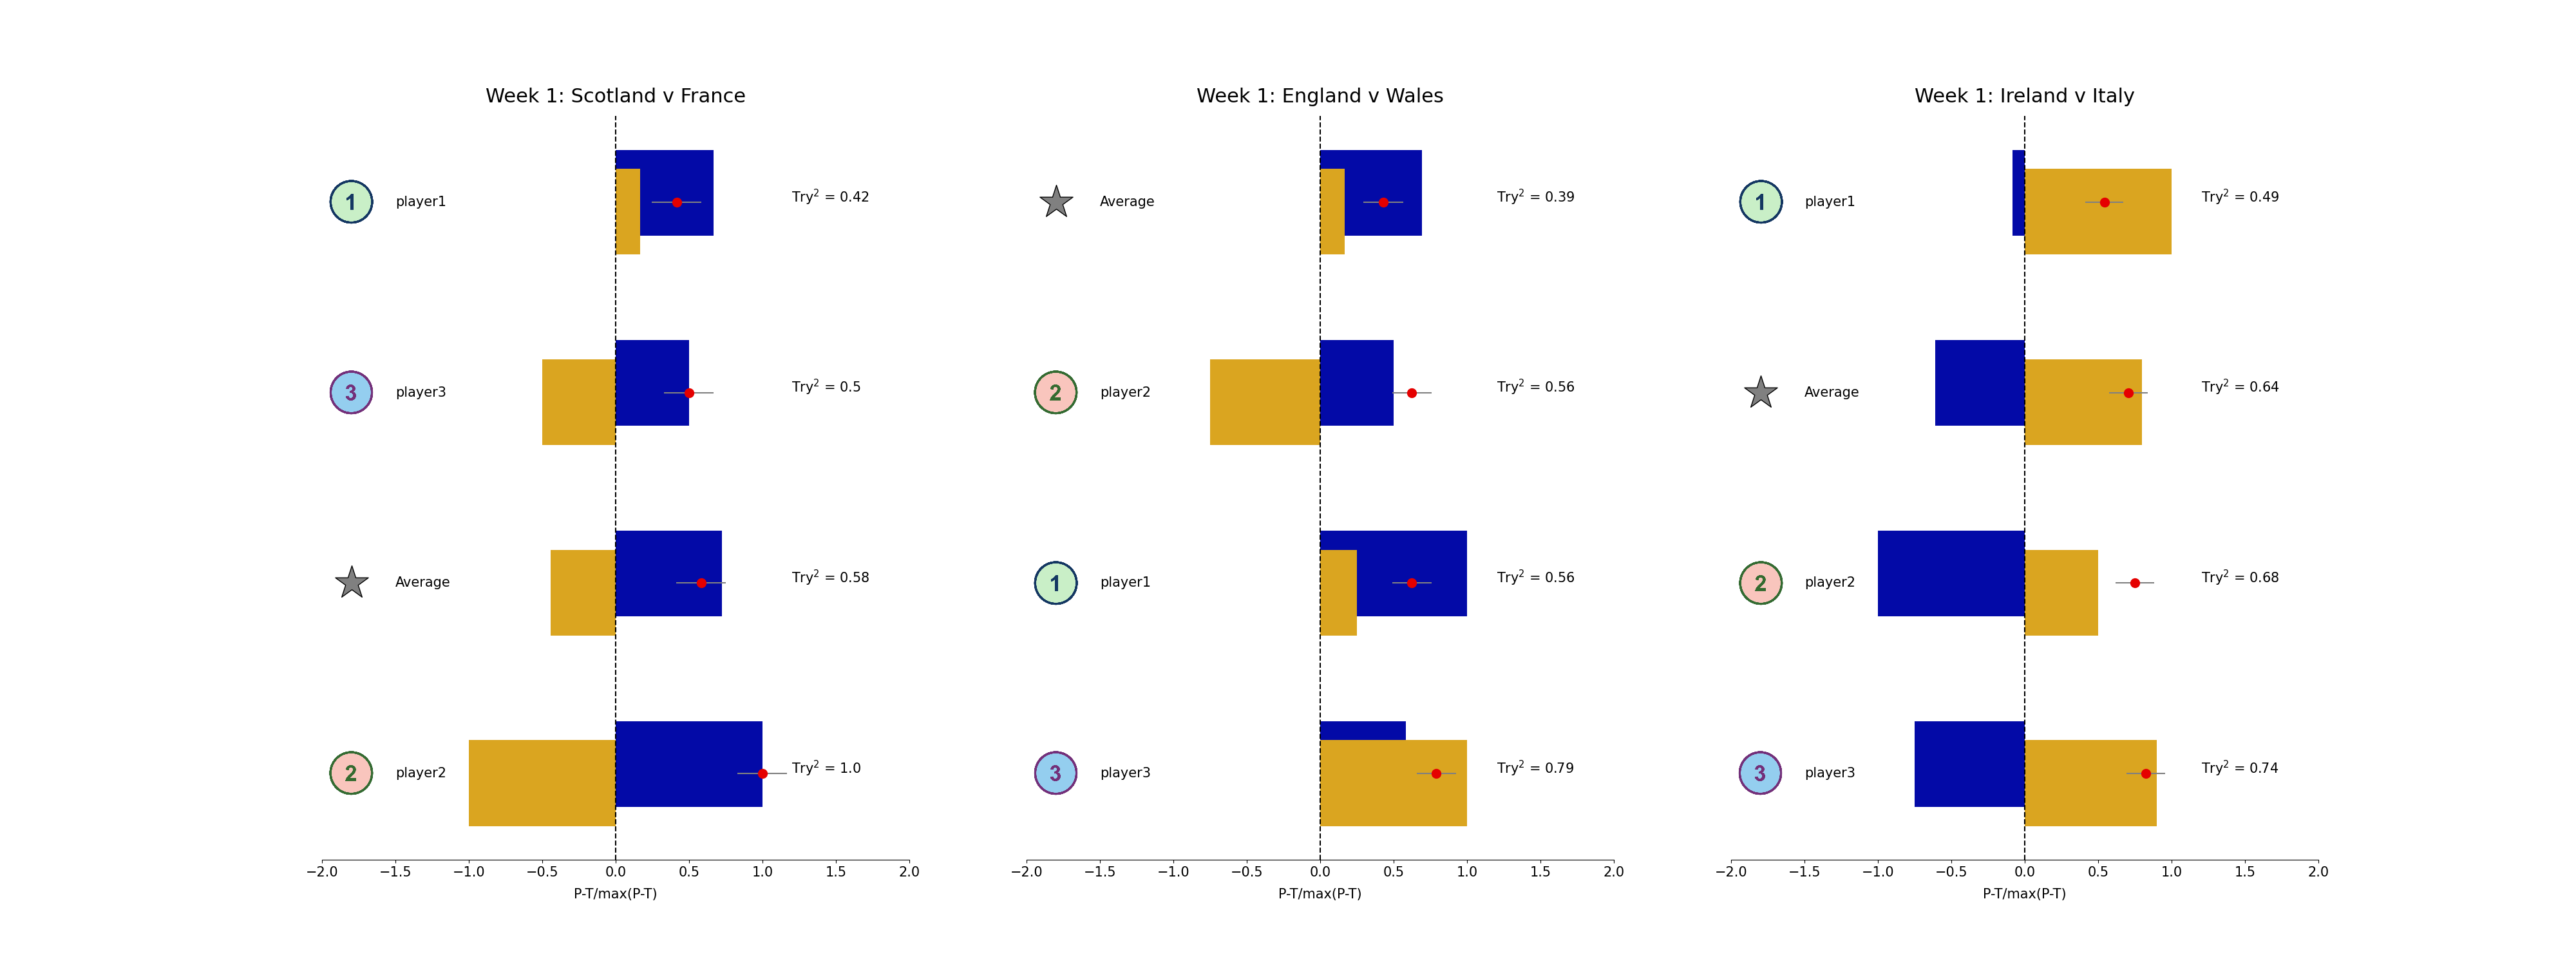 Week 1: Scotland v France
1 player1 Try² = 0.42
3 player3 Try² = 0.5
Average Try² = 0.58
2 player2 Try² = 1.0
−2.0 −1.5 −1.0 −0.5 0.0 0.5 1.0 1.5 2.0
P-T/max(P-T)
Week 1: England v Wales
Average Try² = 0.39
2 player2 Try² = 0.56
1 player1 Try² = 0.56
3 player3 Try² = 0.79
−2.0 −1.5 −1.0 −0.5 0.0 0.5 1.0 1.5 2.0
P-T/max(P-T)
Week 1: Ireland v Italy
1 player1 Try² = 0.49
Average Try² = 0.64
2 player2 Try² = 0.68
3 player3 Try² = 0.74
−2.0 −1.5 −1.0 −0.5 0.0 0.5 1.0 1.5 2.0
P-T/max(P-T)